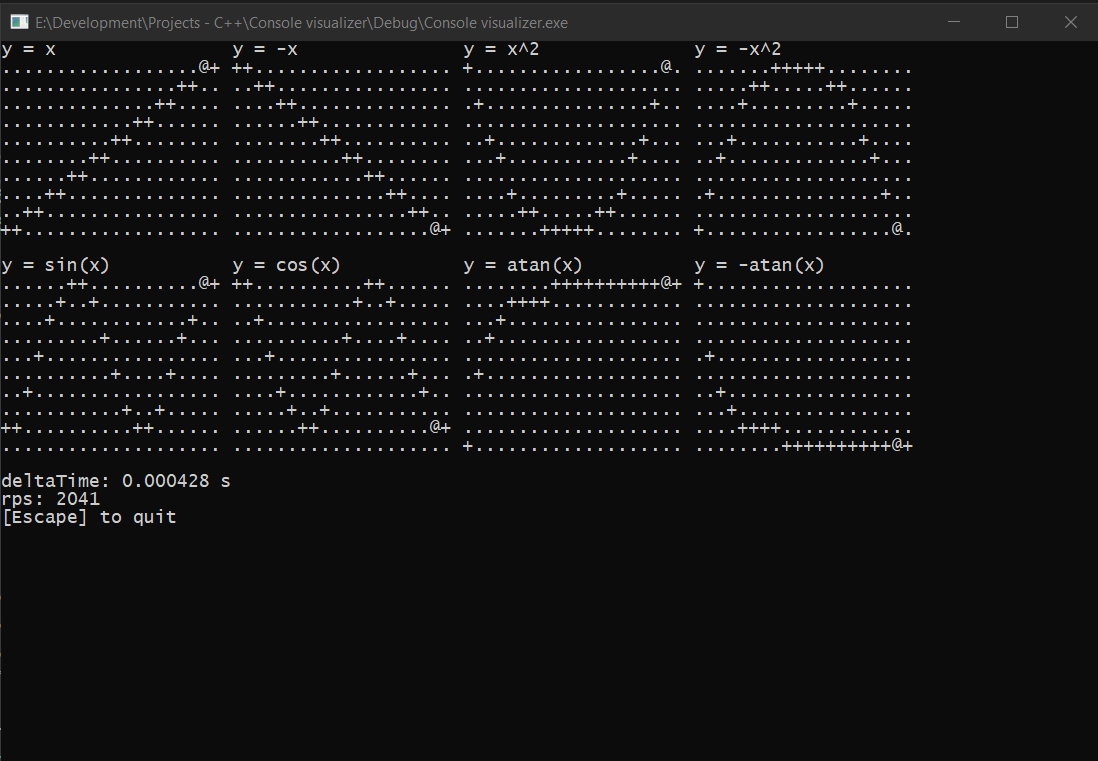 E:\Development\Projects - C++\Console visualizer\Debug\Console visualizer.exe
y = x                y = -x               y = x^2              y = -x^2
..................@+ ++.................. +.................@. .......+++++........
................++.. ..++................ .................... .....++.....++......
..............++.... ....++.............. .+...............+.. ....+.........+.....
............++...... ......++............ .................... ....................
..........++........ ........++.......... ..+.............+... ...+...........+....
........++.......... ..........++........ ...+...........+.... ..+.............+...
......++............ ............++...... .................... ....................
....++.............. ..............++.... ....+.........+..... .+...............+..
..++................ ................++.. .....++.....++...... ....................
++.................. ..................@+ .......+++++........ +.................@.
y = sin(x)           y = cos(x)           y = atan(x)          y = -atan(x)
......++..........@+ ++..........++...... ........++++++++++@+ +...................
.....+..+........... ...........+..+..... ....++++............ ....................
....+............+.. ..+................. ...+................ ....................
.........+......+... ..........+....+.... ..+................. ....................
...+................ ...+................ .................... .+..................
..........+....+.... .........+......+... .+.................. ....................
..+................. ....+............+.. .................... ..+.................
...........+..+..... .....+..+........... .................... ...+................
++..........++...... ......++..........@+ .................... ....++++............
.................... .................... +................... ........++++++++++@+
deltaTime: 0.000428 s
rps: 2041
[Escape] to quit